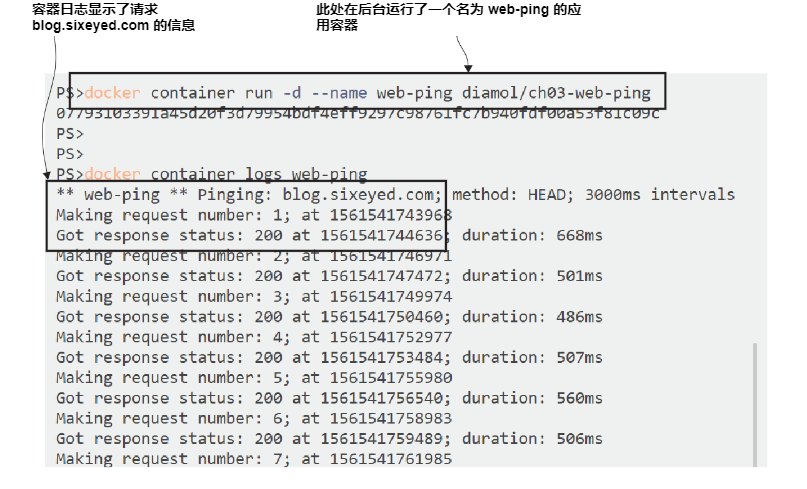 容器日志显示了请求
blog.sixeyed.com 的信息
此处在后台运行了一个名为 web-ping 的应
用容器
PS>docker container run -d --name web-ping diamol/ch03-web-ping
07793103391a45d20f3d79954bdf4eff9297c98761fc7b940fdf00a53f81c09c
PS>
PS>
PS>docker container logs web-ping
** web-ping ** Pinging: blog.sixeyed.com; method: HEAD; 3000ms intervals
Making request number: 1; at 1561541743968
Got response status: 200 at 1561541744636; duration: 668ms
Making request number: 2; at 1561541746971
Got response status: 200 at 1561541747472; duration: 501ms
Making request number: 3; at 1561541749974
Got response status: 200 at 1561541750460; duration: 486ms
Making request number: 4; at 1561541752977
Got response status: 200 at 1561541753484; duration: 507ms
Making request number: 5; at 1561541755980
Got response status: 200 at 1561541756540; duration: 560ms
Making request number: 6; at 1561541758983
Got response status: 200 at 1561541759489; duration: 506ms
Making request number: 7; at 1561541761985